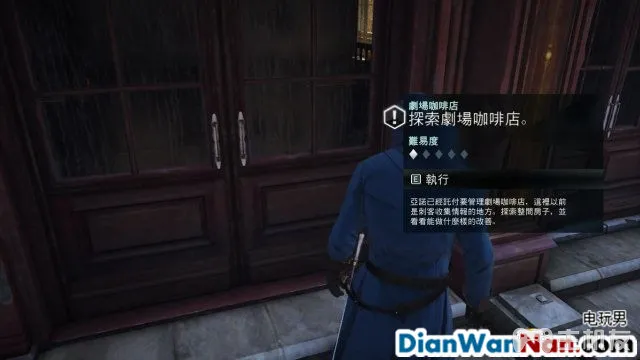 劇場咖啡店
探索劇場咖啡店。
難易度
E 執行
亞諾已經託付要管理劇場咖啡店，這裡以前
是刺客收集情報的地方。探索整間房子，並
看看能做什麼樣的改善。
电玩男
DianWanNan.com